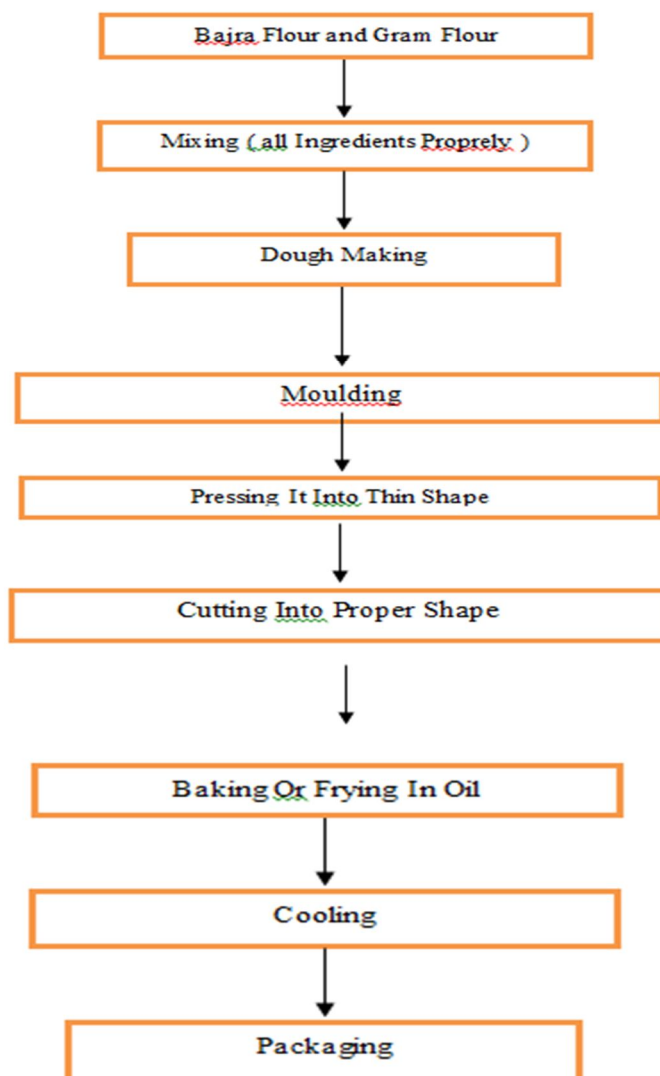 Bajra Flour and Gram Flour
Mixing ( all Ingredients Proprely )
Dough Making
Moulding
Pressing It Into Thin Shape
Cutting Into Proper Shape
Baking Or Frying In Oil
Cooling
Packaging